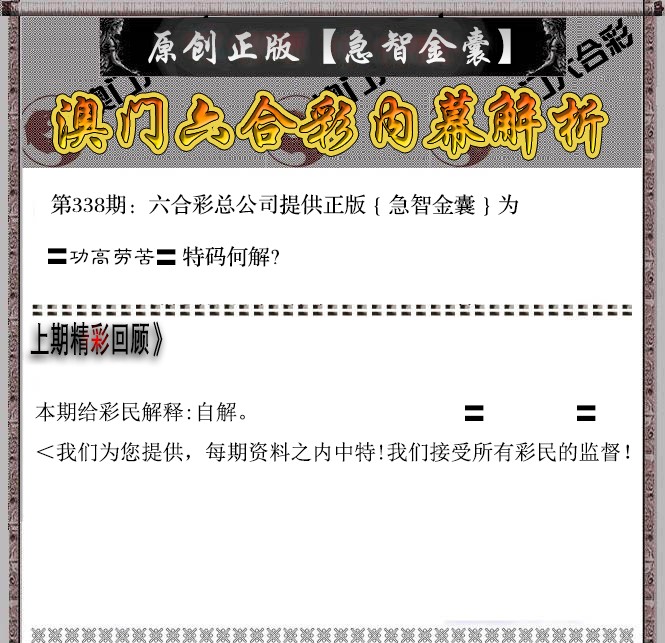 原创正版【急智金囊】
澳门六合彩内幕解析
第338期：六合彩总公司提供正版{急智金囊}为
〓功高劳苦〓特码何解?
上期精彩回顾》
本期给彩民解释:自解。 〓 〓
＜我们为您提供，每期资料之内中特!我们接受所有彩民的监督!